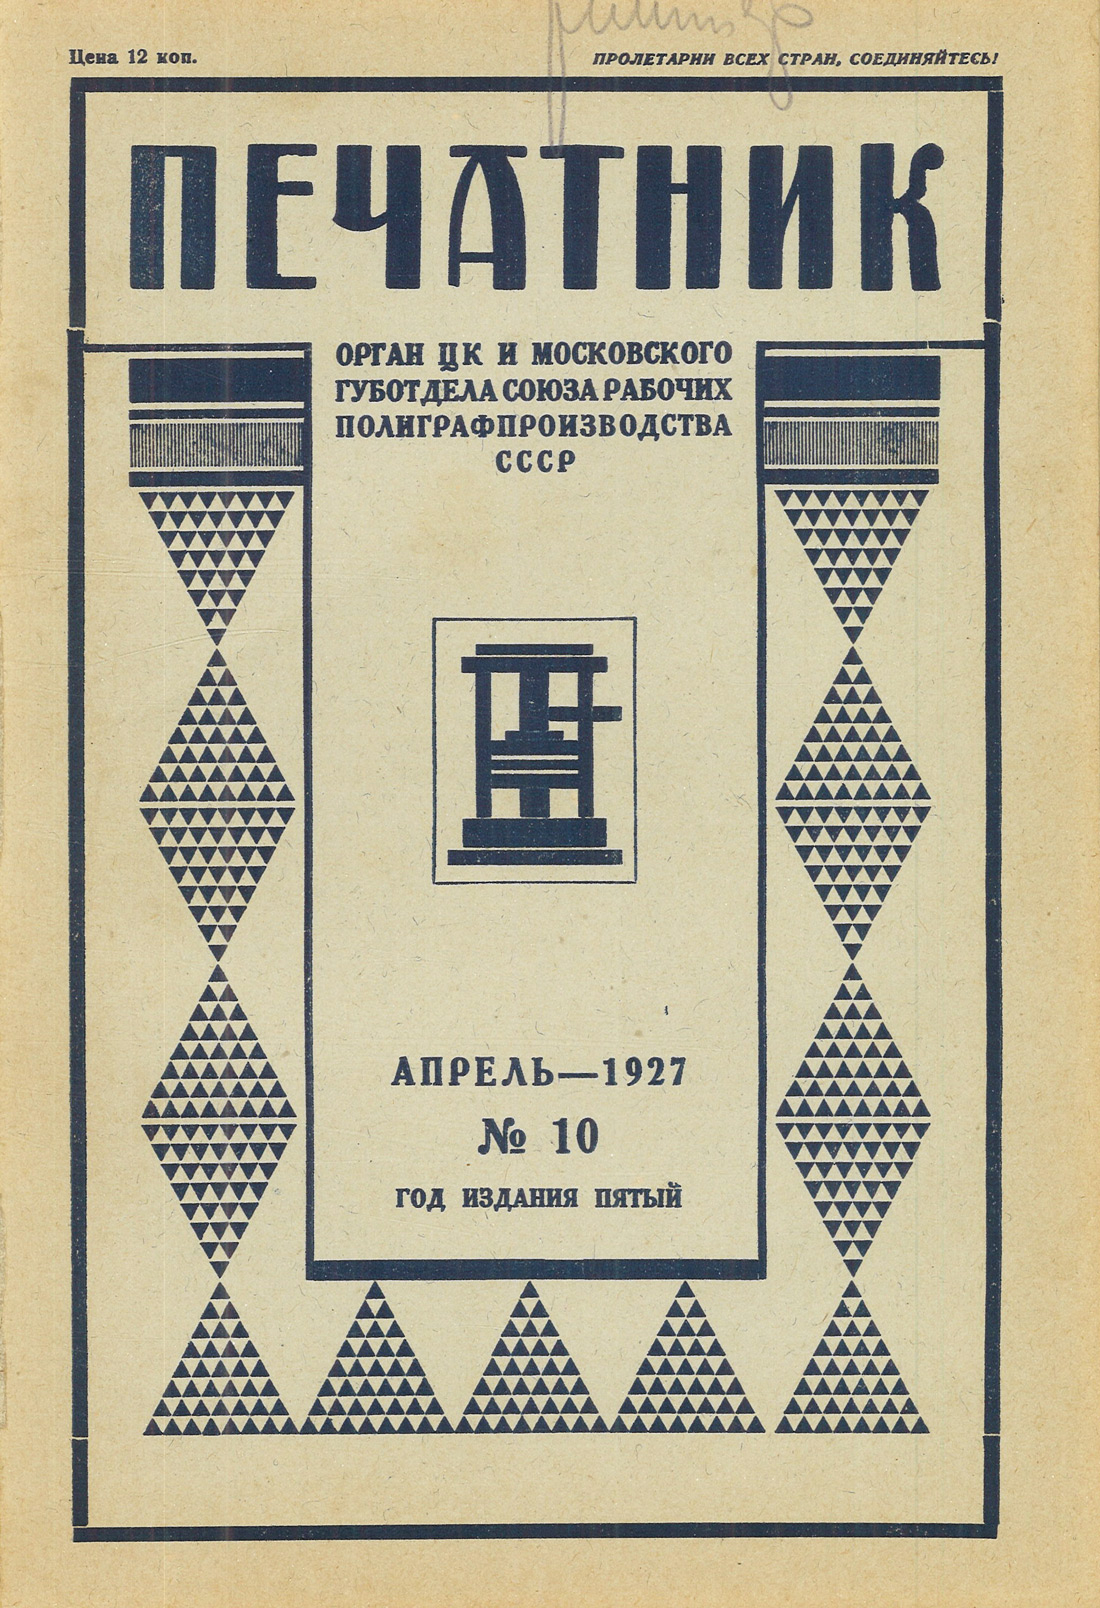 Цена 12 коп.
ПРОЛЕТАРИИ ВСЕХ СТРАН, СОЕДИНЯЙТЕСЬ!
ПЕЧАТНИК
ОРГАН ЦК И МОСКОВСКОГО
ГУБОТДЕЛА СОЮЗА РАБОЧИХ
ПОЛИГРАФПРОИЗВОДСТВА
СССР
АПРЕЛЬ—1927
№ 10
ГОД ИЗДАНИЯ ПЯТЫЙ